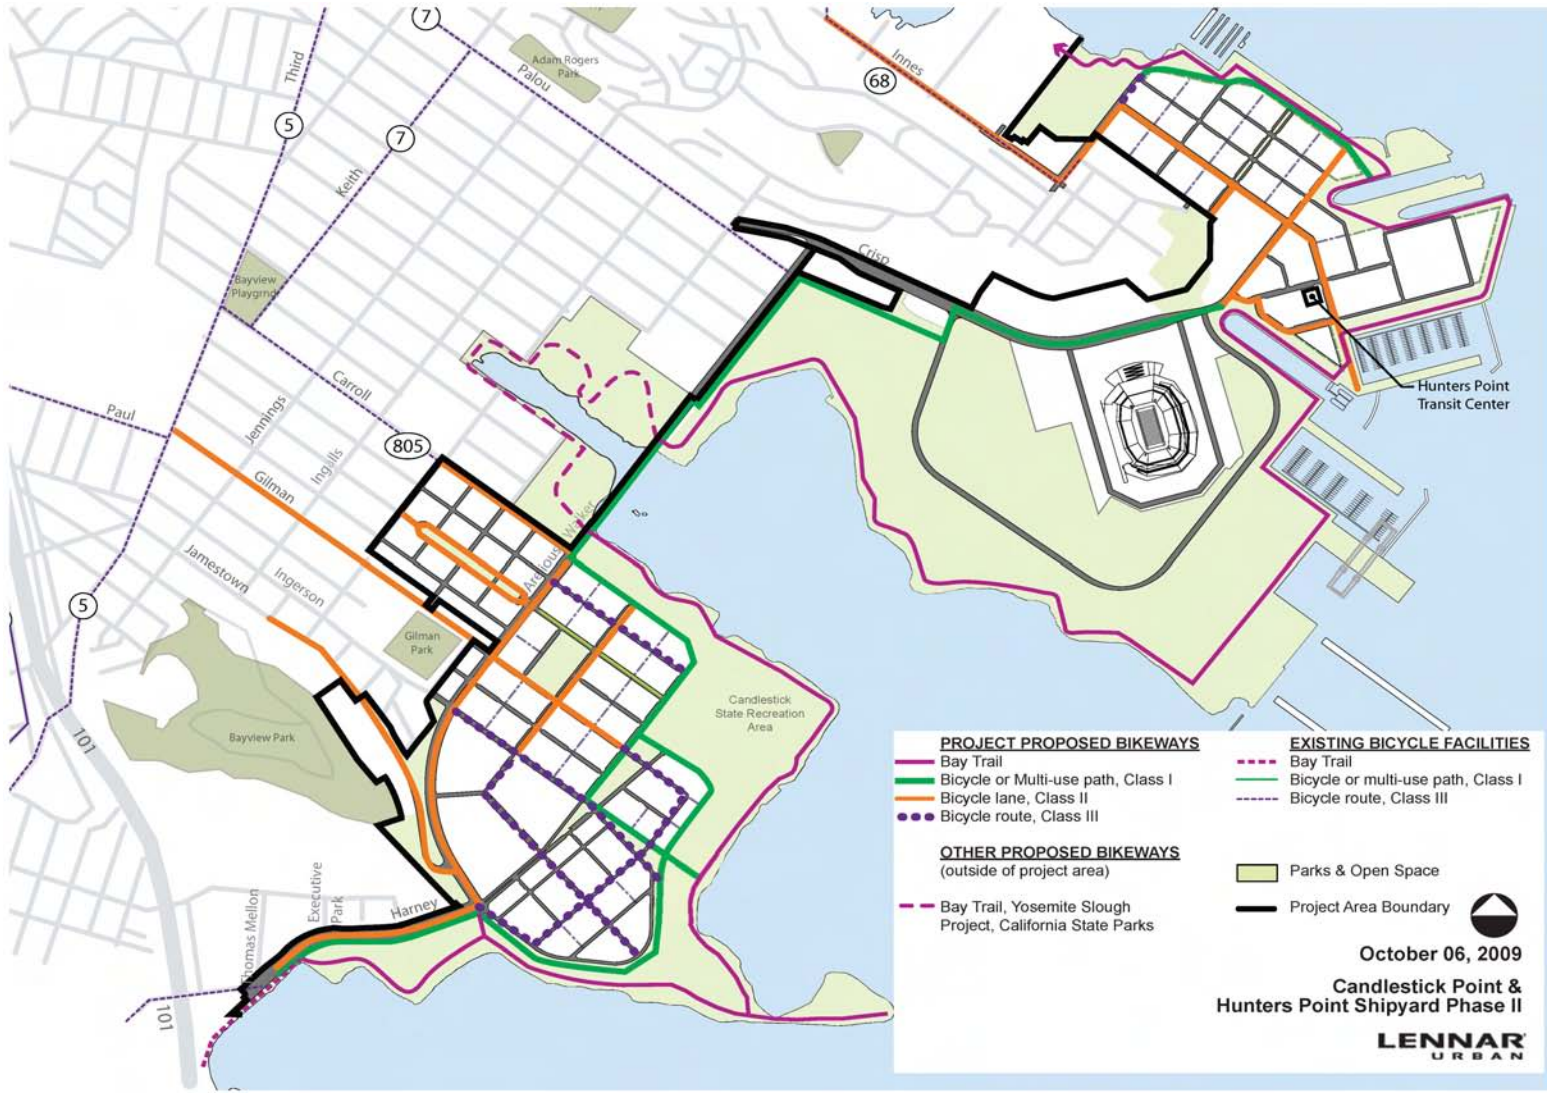 7
Adam Rogers
Park
Third
Palou
Innes
68
5
7
Keith
Crisp
Bayview
Playgrnd
Hunters Point
Transit Center
Carroll
Paul
Jennings
Ingalls
805
Gilman
Arelious Walker
Jamestown
Ingerson
5
Gilman
Park
Candlestick
State Recreation
Area
Bayview Park
101
Thomas Mellon
Executive
Park
Harney
101
PROJECT PROPOSED BIKEWAYS
Bay Trail
Bicycle or Multi-use path, Class I
Bicycle lane, Class II
Bicycle route, Class III
OTHER PROPOSED BIKEWAYS
(outside of project area)
Bay Trail, Yosemite Slough
Project, California State Parks
EXISTING BICYCLE FACILITIES
Bay Trail
Bicycle or multi-use path, Class I
Bicycle route, Class III
Parks & Open Space
Project Area Boundary
October 06, 2009
Candlestick Point &
Hunters Point Shipyard Phase II
LENNAR
URBAN